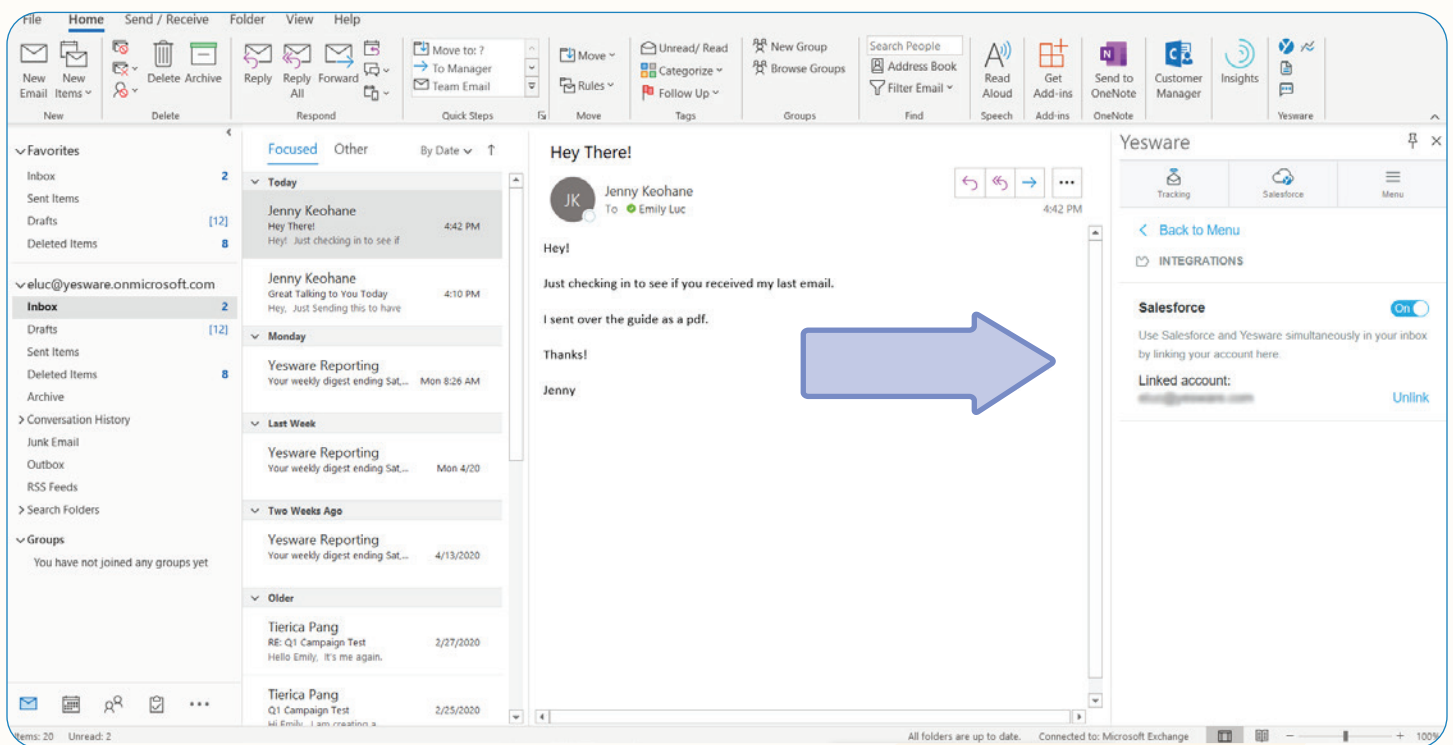 File Home Send / Receive Folder View Help
New Email
New Items
Delete
Archive
Reply
Reply All
Forward
Move to: ?
To Manager
Team Email
Move
Rules
Unread/ Read
Categorize
Follow Up
New Group
Browse Groups
Search People
Address Book
Filter Email
Read Aloud
Get Add-ins
Send to OneNote
Customer Manager
Insights
New Delete Respond Quick Steps Move Tags Groups Find Speech Add-ins OneNote Yesware
Favorites
Inbox 2
Sent Items
Drafts [12]
Deleted Items 8
eluc@yesware.onmicrosoft.com
Inbox 2
Drafts [12]
Sent Items
Deleted Items 8
Archive
Conversation History
Junk Email
Outbox
RSS Feeds
Search Folders
Groups
You have not joined any groups yet
Focused Other By Date
Today
Jenny Keohane
Hey There! 4:42 PM
Hey! Just checking in to see if
Jenny Keohane
Great Talking to You Today 4:10 PM
Hey, Just Sending this to have
Monday
Yesware Reporting
Your weekly digest ending Sat,... Mon 8:26 AM
Last Week
Yesware Reporting
Your weekly digest ending Sat,... Mon 4/20
Two Weeks Ago
Yesware Reporting
Your weekly digest ending Sat,... 4/13/2020
Older
Tierica Pang
RE: Q1 Campaign Test 2/27/2020
Hello Emily, It's me again.
Tierica Pang
Q1 Campaign Test 2/25/2020
Hi Emily, I am creating a
Hey There!
JK
Jenny Keohane
To Emily Luc
4:42 PM
Hey!
Just checking in to see if you received my last email.
I sent over the guide as a pdf.
Thanks!
Jenny
Yesware
Tracking Salesforce Menu
Back to Menu
INTEGRATIONS
Salesforce On
Use Salesforce and Yesware simultaneously in your inbox
by linking your account here.
Linked account:
Unlink
Items: 20 Unread: 2 All folders are up to date. Connected to: Microsoft Exchange 100%